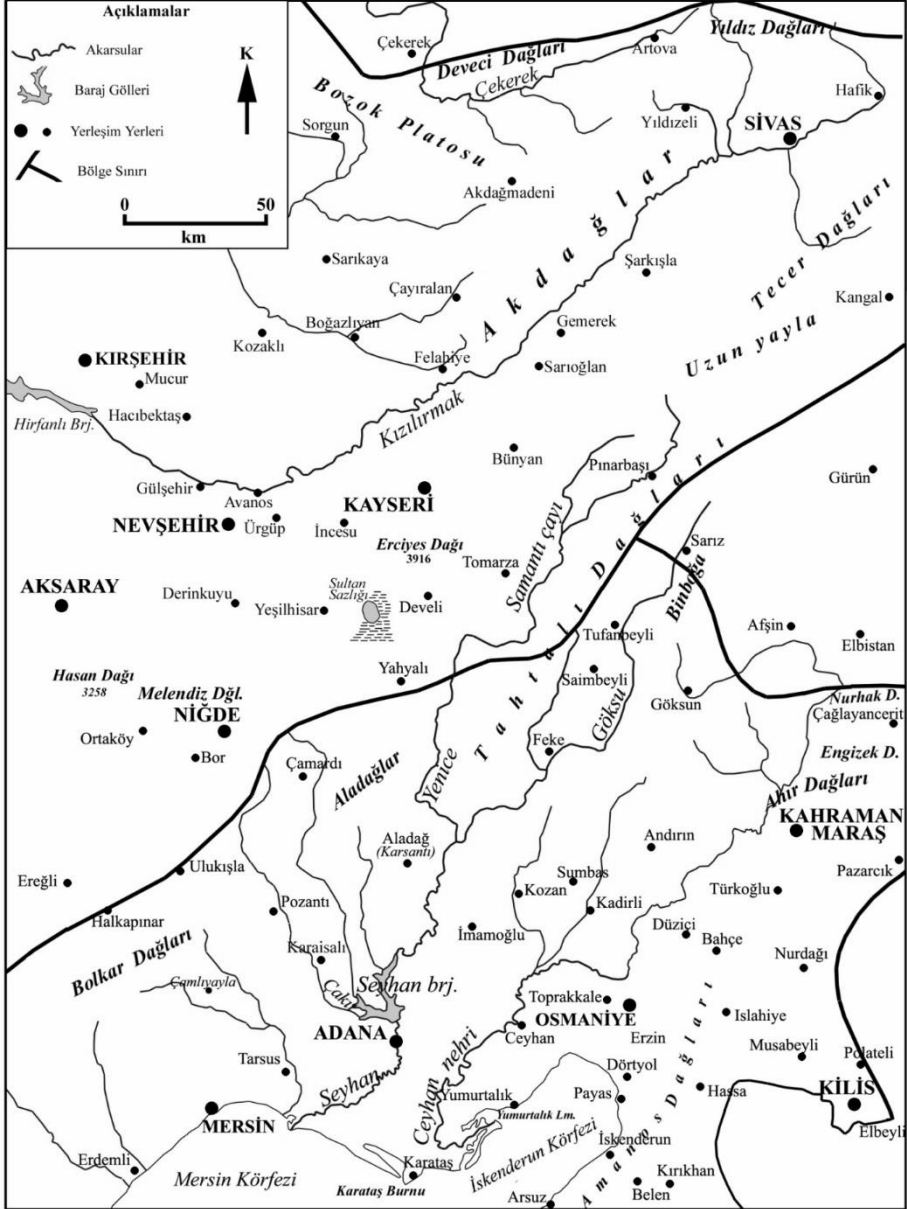 Açıklamalar
Akarsular
Baraj Gölleri
Yerleşim Yerleri
Bölge Sınırı
K
0 50
km
Çekerek
Deveci Dağları
Çekerek
Artova
Yıldız Dağları
Hafik
Bozok Platosu
Sorgun
Yıldızeli
SİVAS
Akdağmadeni
Akdağlar
Tecer Dağları
Sarıkaya
Şarkışla
Çayıralan
Kangal
Boğazlıyan
Gemerek
Kozaklı
Uzun yayla
KIRŞEHİR
Felahiye
Sarıoğlan
Mucur
Hirfanlı Brj.
Hacıbektaş
Kızılırmak
Bünyan
Pınarbaşı
Gürün
Gülşehir
Avanos
KAYSERİ
NEVŞEHİR
Ürgüp
İncesu
Erciyes Dağı
3916
Tomarza
Samantı çayı
Tahtalı Dağları
Sarız
Binboğa
AKSARAY
Derinkuyu
Yeşilhisar
Sultan
Sazlığı
Develi
Tufanbeyli
Afşin
Elbistan
Hasan Dağı
3258
Melendiz Dğl.
NİĞDE
Yahyalı
Saimbeyli
Göksu
Göksun
Nurhak D.
Çağlayancerit
Ortaköy
Bor
Feke
Engizek D.
Çamardı
Aladağlar
Yenice
Ahir Dağları
KAHRAMAN
MARAŞ
Aladağ
(Karsantı)
Andırın
Ereğli
Ulukışla
Pazarcık
Sumbas
Kozan
Türkoğlu
Halkapınar
Pozantı
Kadirli
İmamoğlu
Düziçi
Bahçe
Nurdağı
Bolkar Dağları
Karaisalı
Çamlıyayla
Çakıt
Seyhan brj.
Toprakkale
OSMANİYE
İslahiye
ADANA
Ceyhan
Erzin
Musabeyli
Polateli
Tarsus
Seyhan
Ceyhan nehri
Dörtyol
Yumurtalık
Payas
Hassa
KİLİS
MERSİN
Yumurtalık Lm.
Amanos Dağları
Elbeyli
İskenderun Körfezi
İskenderun
Erdemli
Mersin Körfezi
Karataş
Karataş Burnu
Kırıkhan
Belen
Arsuz